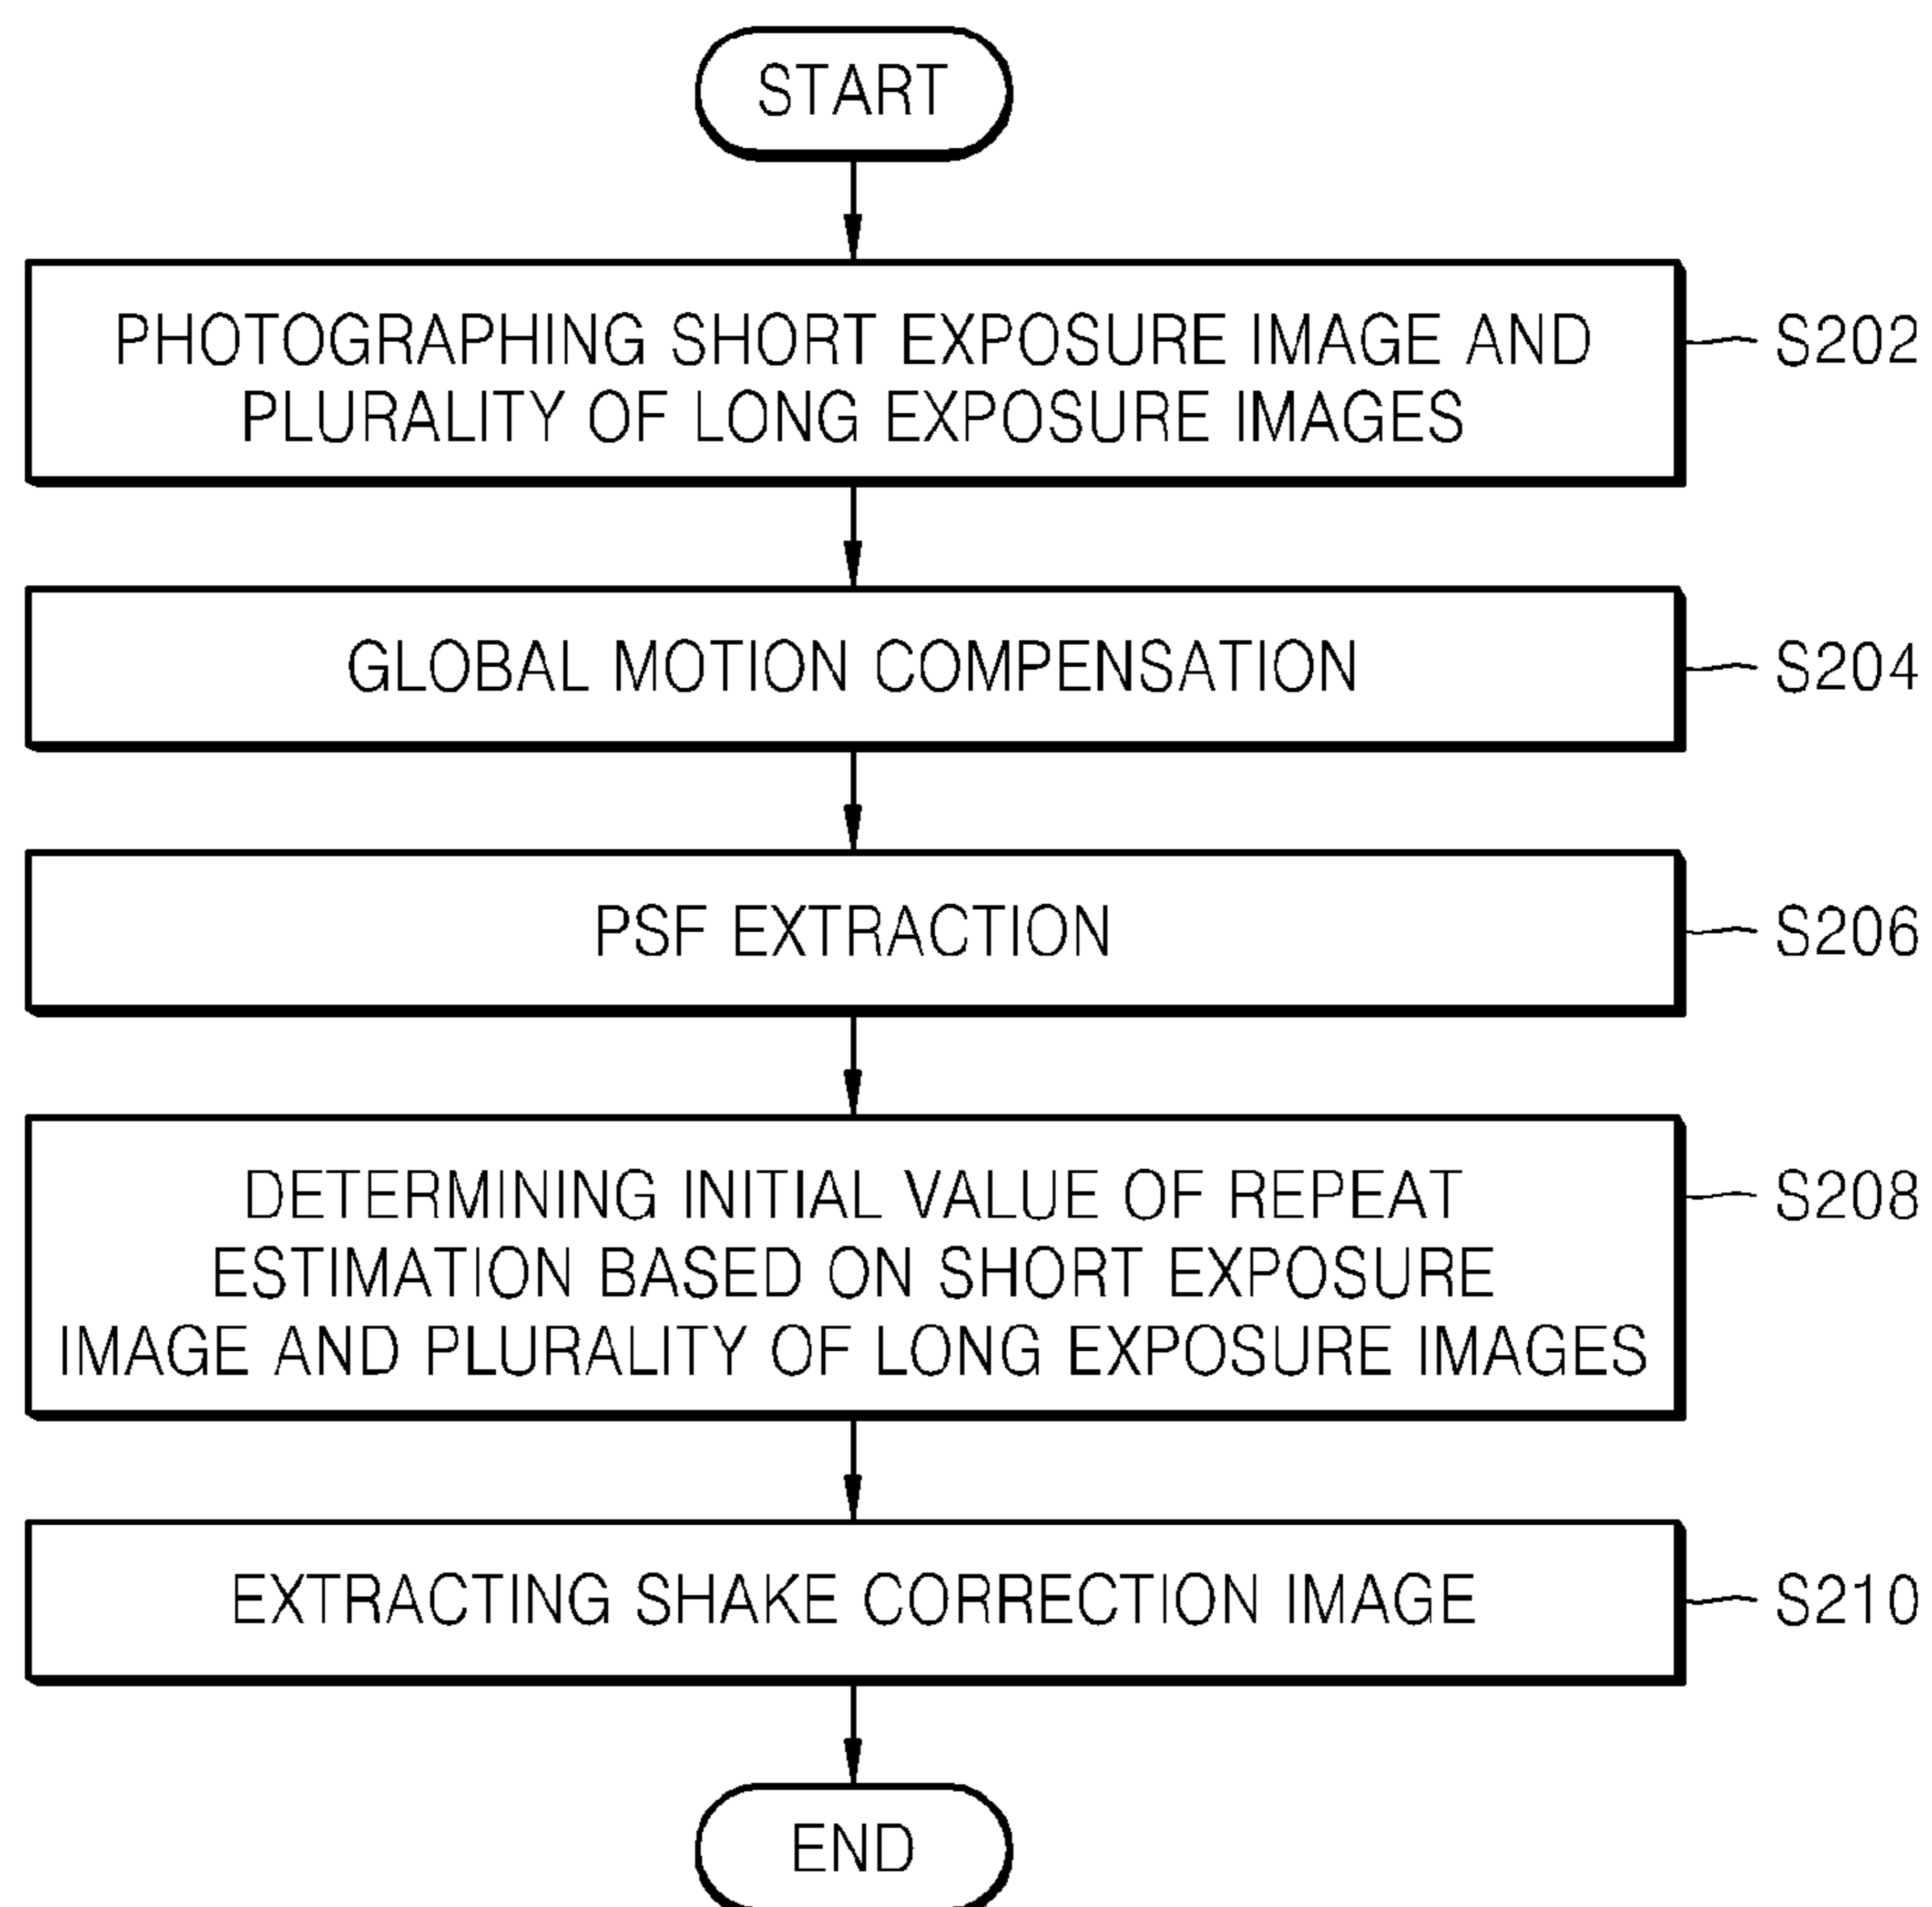 START
PHOTOGRAPHING SHORT EXPOSURE IMAGE AND
PLURALITY OF LONG EXPOSURE IMAGES
S202
GLOBAL MOTION COMPENSATION
S204
PSF EXTRACTION
S206
DETERMINING INITIAL VALUE OF REPEAT
ESTIMATION BASED ON SHORT EXPOSURE
IMAGE AND PLURALITY OF LONG EXPOSURE IMAGES
S208
EXTRACTING SHAKE CORRECTION IMAGE
S210
END